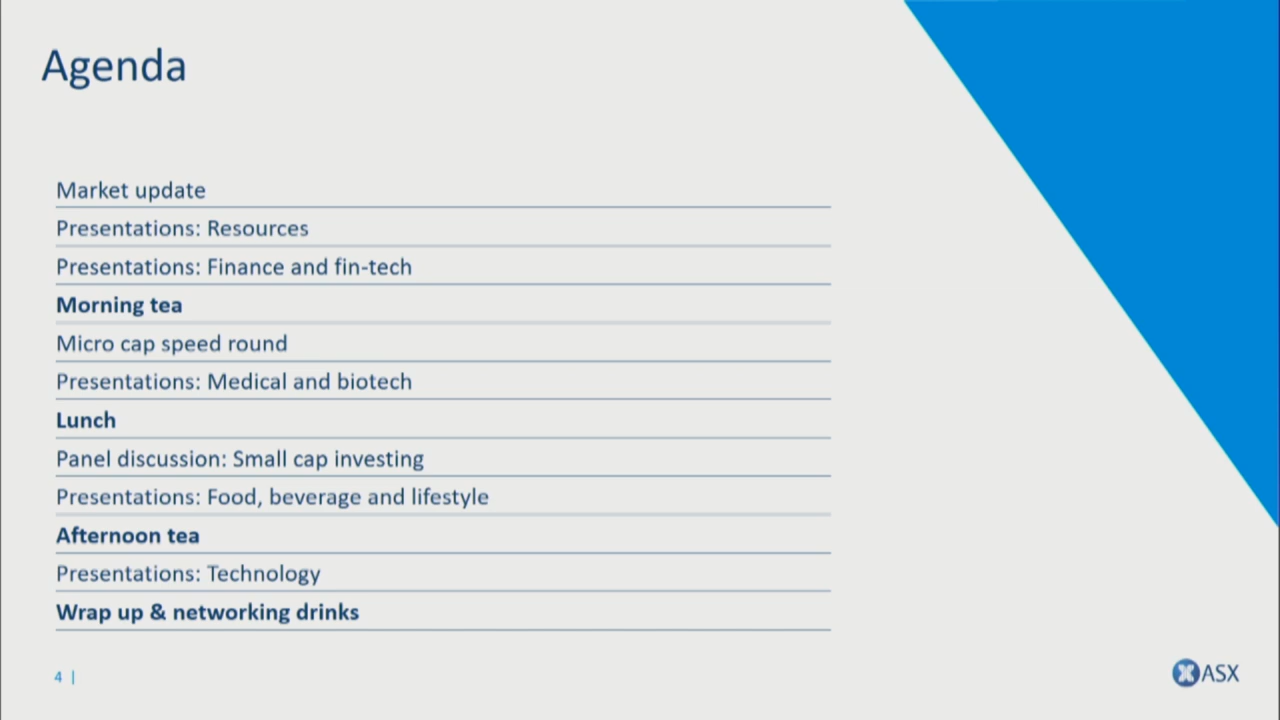 Agenda
Market update
Presentations: Resources
Presentations: Finance and fin-tech
Morning tea
Micro cap speed round
Presentations: Medical and biotech
Lunch
Panel discussion: Small cap investing
Presentations: Food, beverage and lifestyle
Afternoon tea
Presentations: Technology
Wrap up & networking drinks
4 |
ASX